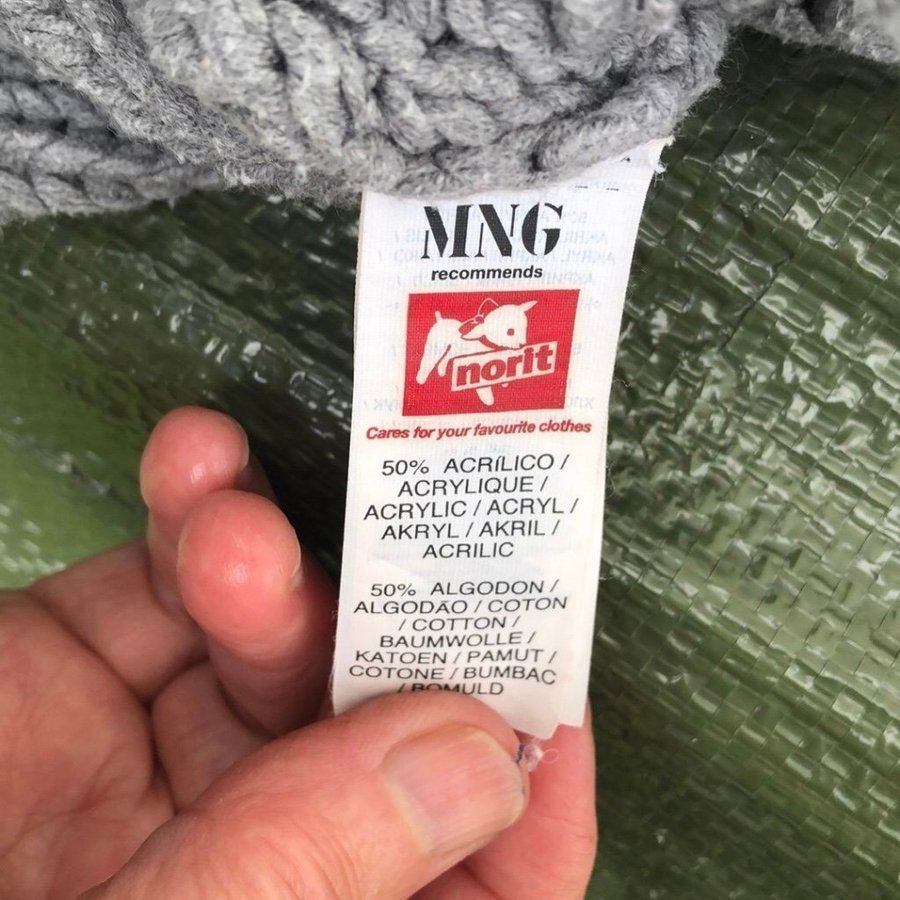 MNG
recommends
norit
Cares for your favourite clothes
50% ACRíLICO /
ACRYLIQUE /
ACRYLIC / ACRYL /
AKRYL / AKRIL /
ACRILIC
50% ALGODON /
ALGODÃO / COTON
/ COTTON /
BAUMWOLLE /
KATOEN / PAMUT /
COTONE / BUMBAC
/ BOMULD